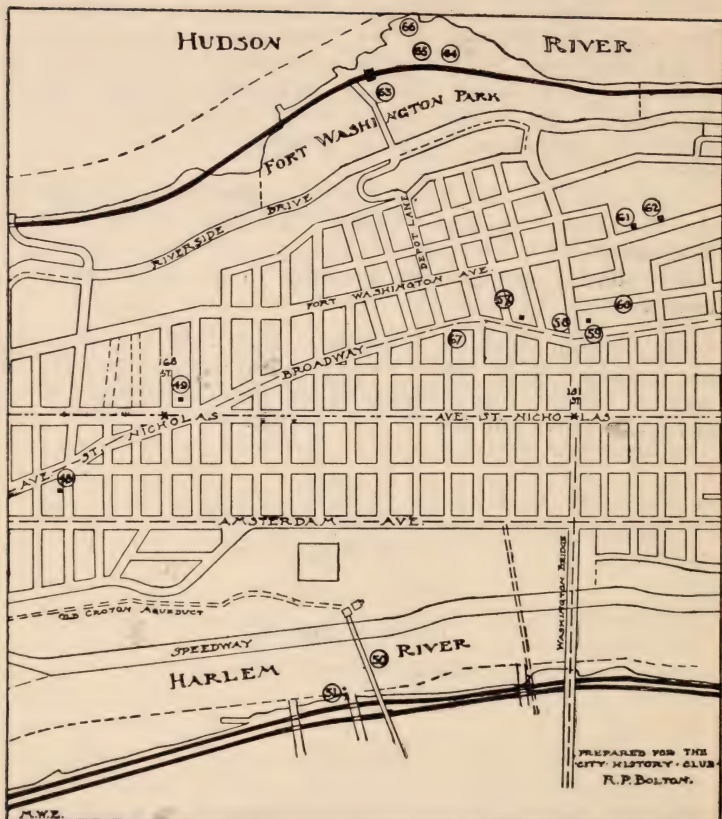 HUDSON RIVER
66
65 64
63
FORT WASHINGTON PARK
RIVERSIDE DRIVE
DEPOT LANE
61 62
FORT WASHINGTON AVE.
57
58
60
59
67
BROADWAY
168
ST.
49
181
ST.
AVE. ST. NICHOLAS
AVE. ST. NICHOLAS
48
AMSTERDAM AVE.
WASHINGTON BRIDGE
OLD CROTON AQUEDUCT
SPEEDWAY
HARLEM RIVER
50
51
PREPARED FOR THE
CITY HISTORY CLUB
R.P. BOLTON.
M.W.E.